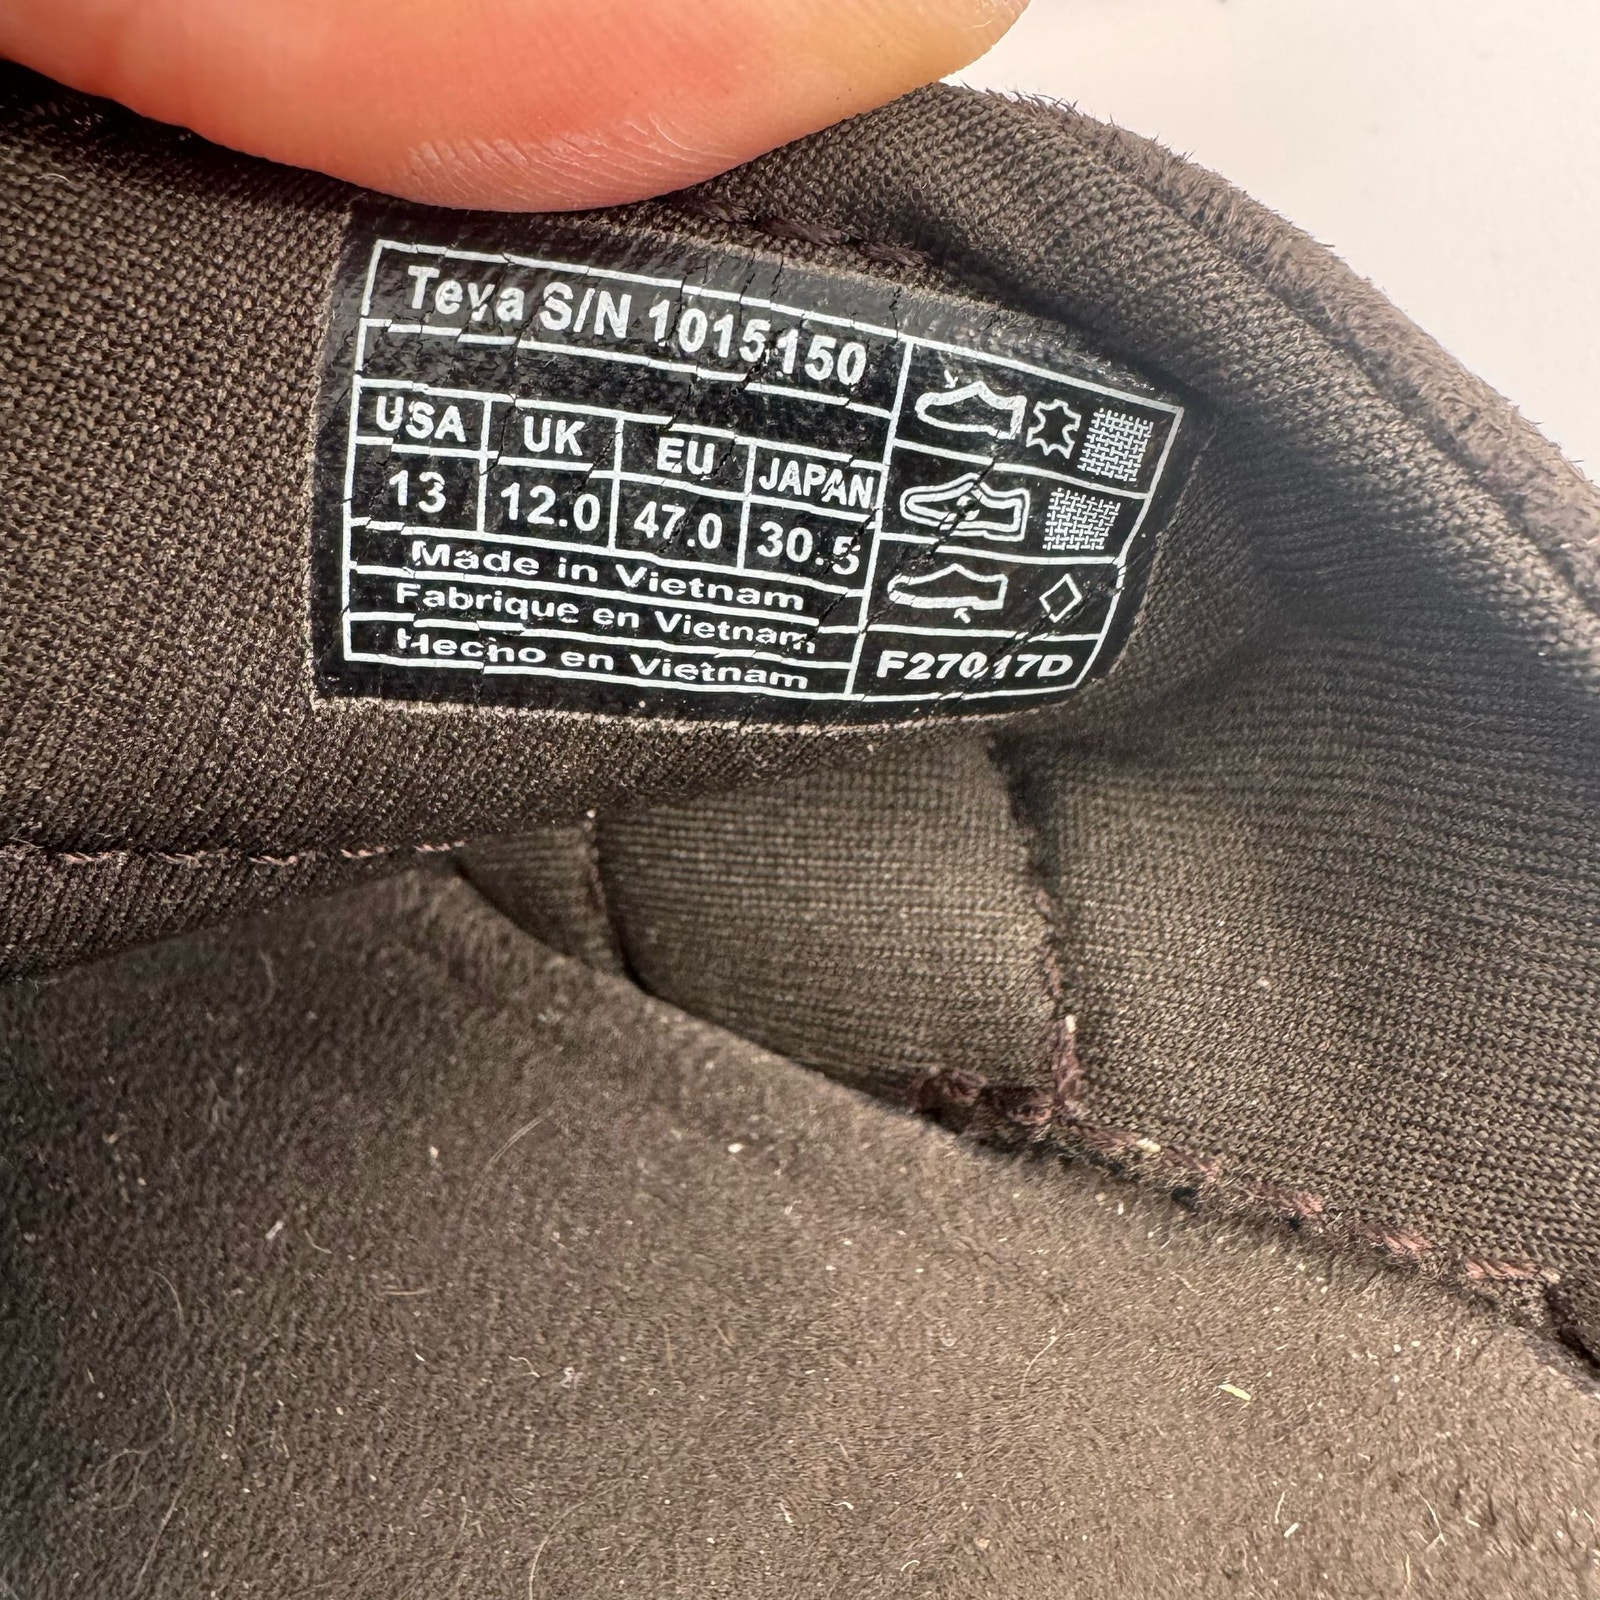 Teva S/N 1015150
USA UK EU JAPAN
13 12.0 47.0 30.5
Made in Vietnam
Fabrique en Vietnam
Hecho en Vietnam
F27017D